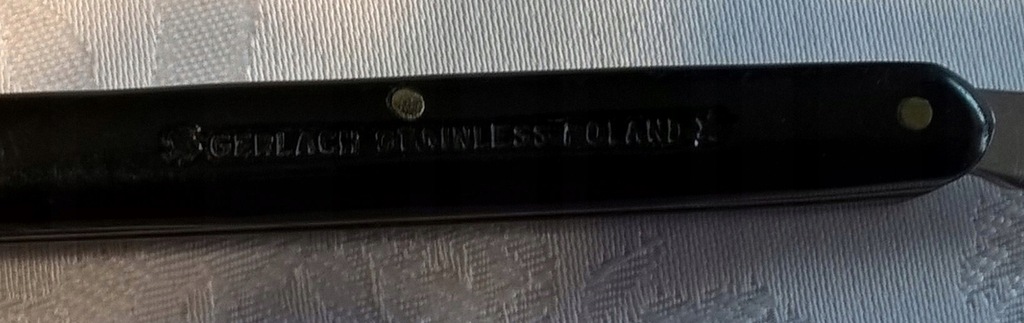 GERLACH STAINLESS POLAND